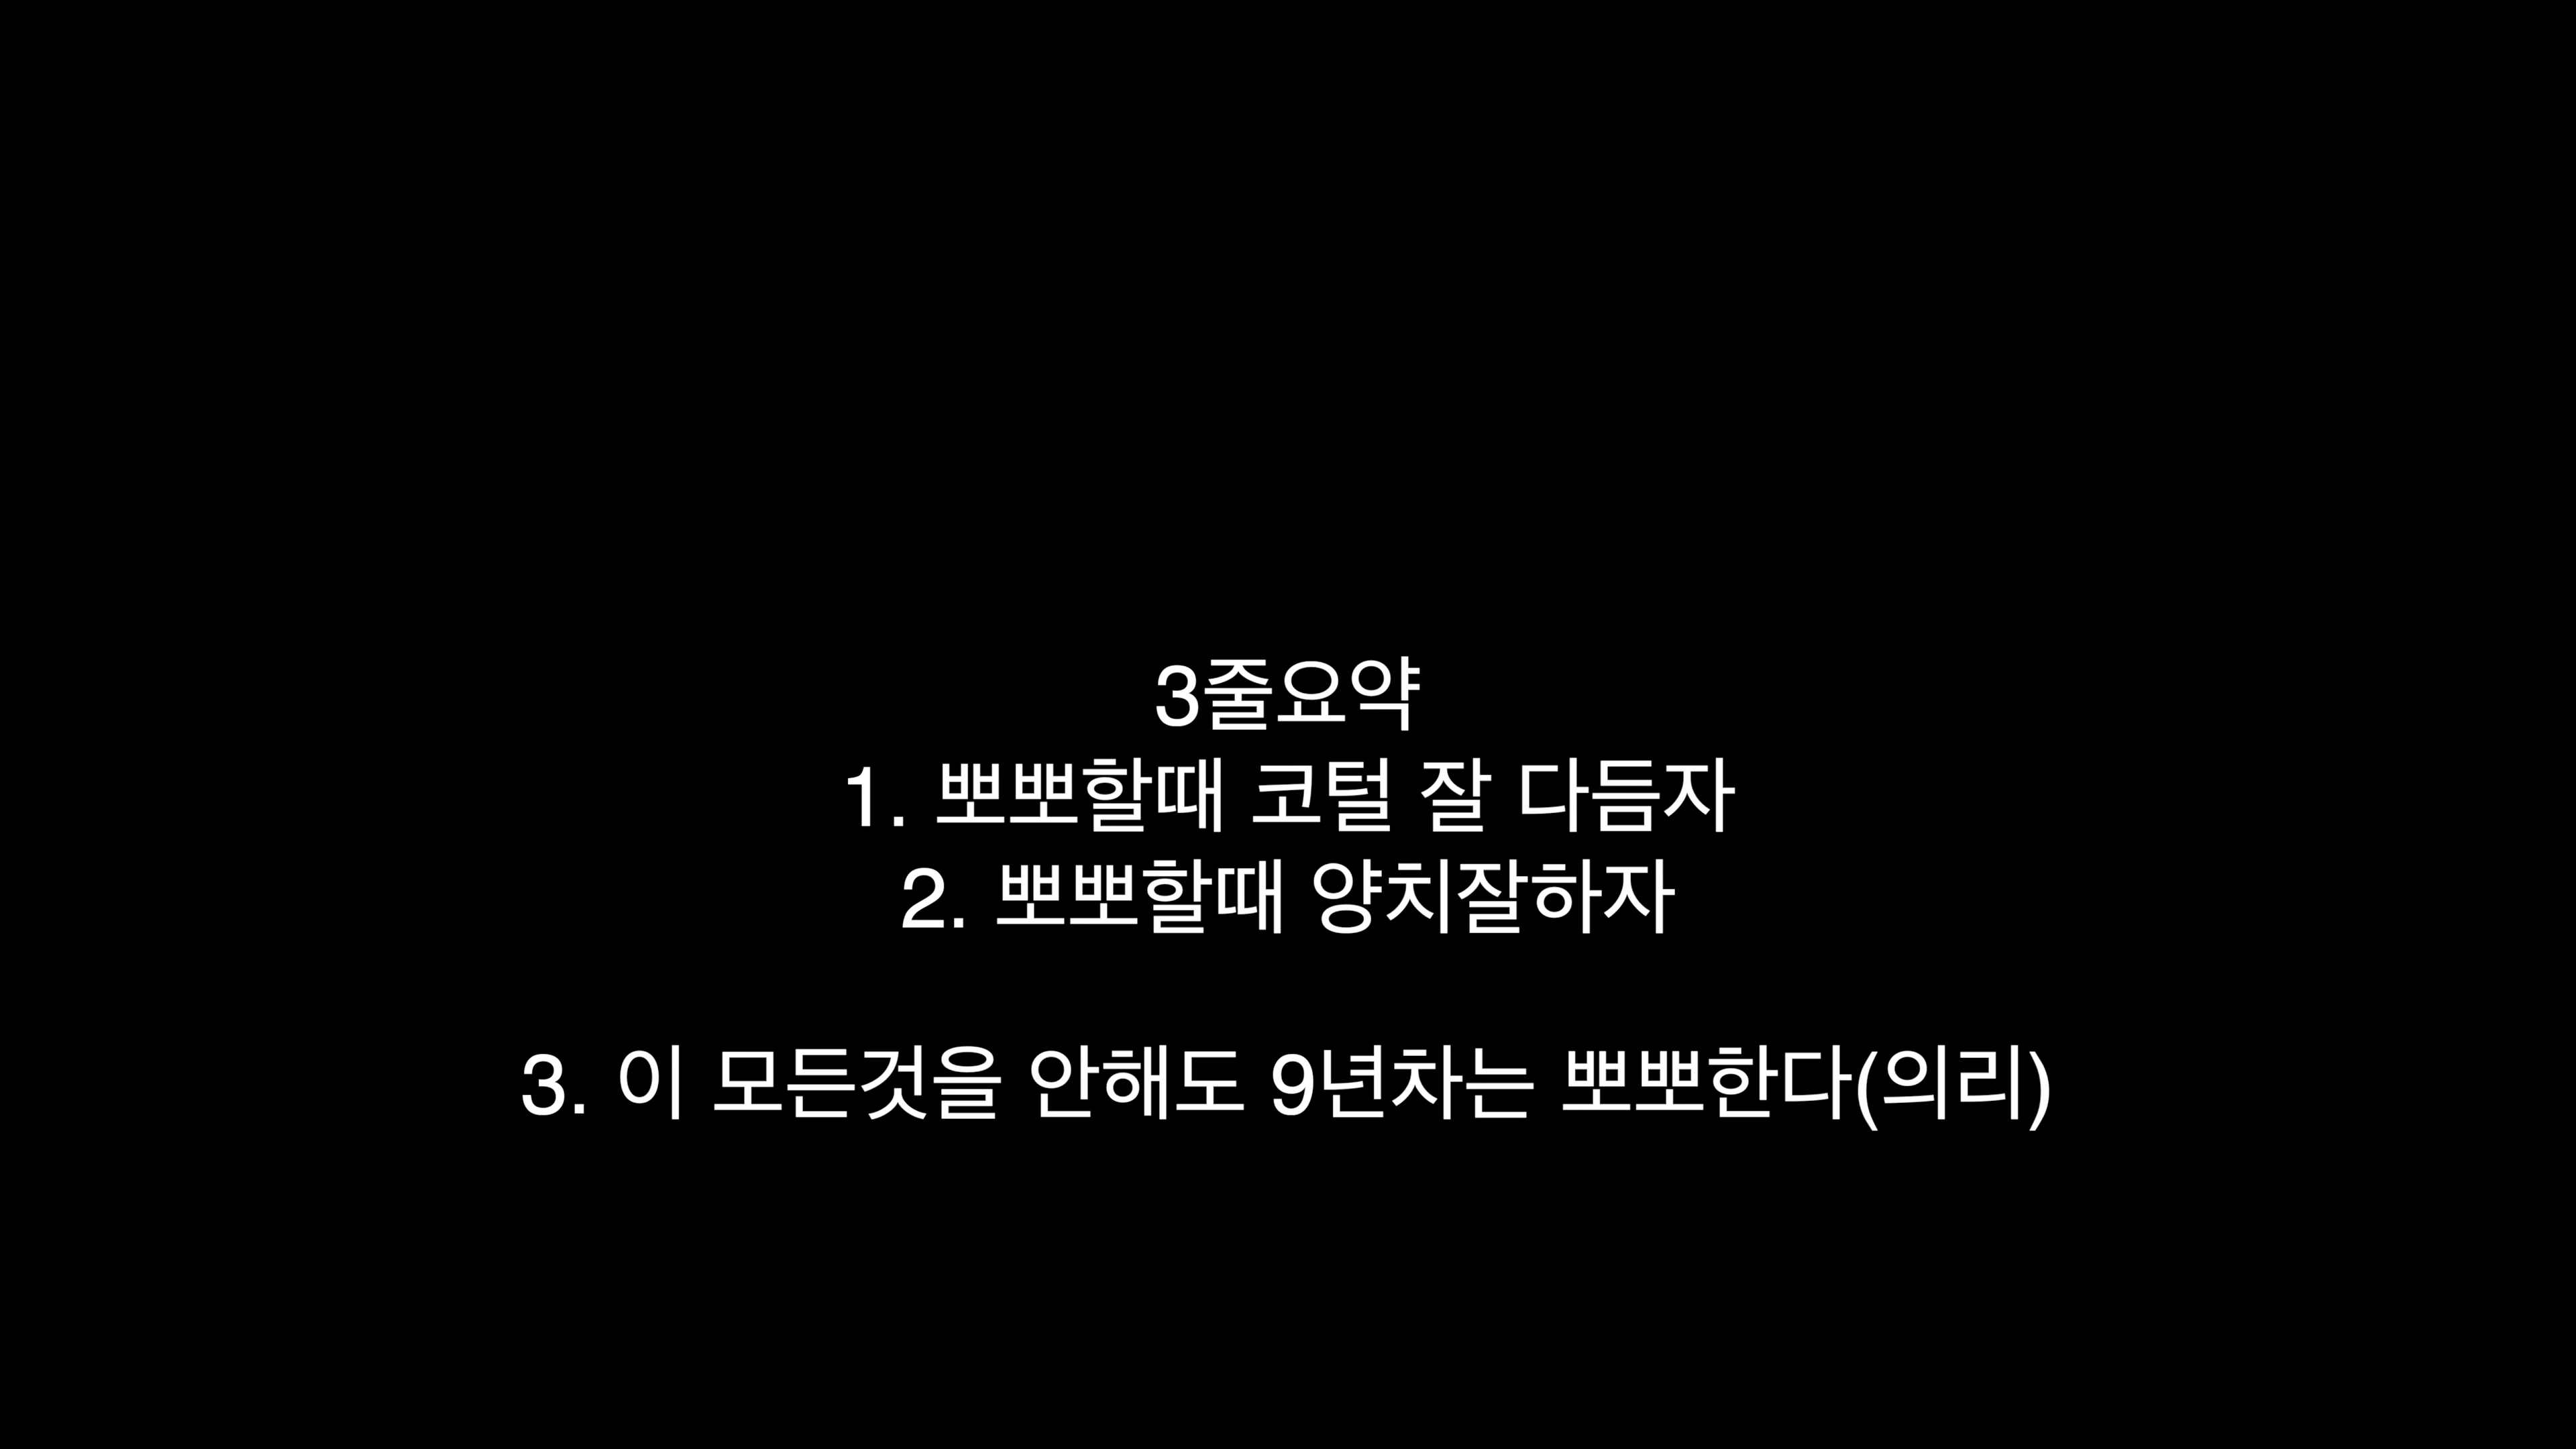 3줄요약
1. 뽀뽀할때 코털 잘 다듬자
2. 뽀뽀할때 양치잘하자
3. 이 모든것을 안해도 9년차는 뽀뽀한다(의리)